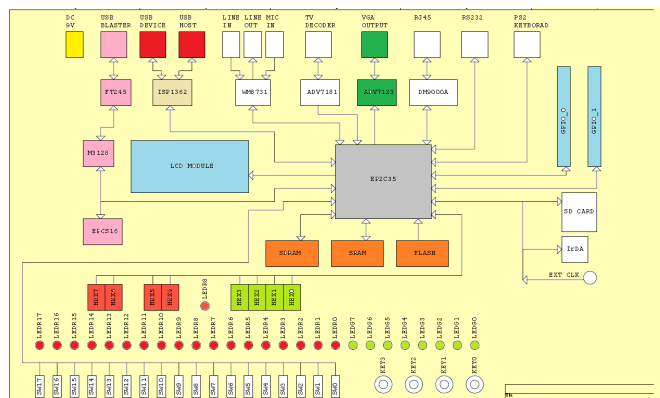 DC
9V
USB
BLASTER
USB
DEVICE
USB
HOST
LINE
IN
LINE
OUT
MIC
IN
TV
DECODER
VGA
OUTPUT
RJ45
RS232
PS2
KEYBORAD
FT245
ISP1362
WM8731
ADV7181
ADV7123
DM9000A
GPIO_0
GPIO_1
M3128
LCD MODULE
EP2C35
SD CARD
EPCS16
IrDA
SDRAM
SRAM
FLASH
EXT CLK
HEX7
HEX6
HEX5
HEX4
LEDR8
HEX3
HEX2
HEX1
HEX0
LEDR17
LEDR16
LEDR15
LEDR14
LEDR13
LEDR12
LEDR11
LEDR10
LEDR9
LEDR8
LEDR7
LEDR6
LEDR5
LEDR4
LEDR3
LEDR2
LEDR1
LEDR0
LEDG7
LEDG6
LEDG5
LEDG4
LEDG3
LEDG2
LEDG1
LEDG0
KEY3
KEY2
KEY1
KEY0
SW17
SW16
SW15
SW14
SW13
SW12
SW11
SW10
SW9
SW8
SW7
SW6
SW5
SW4
SW3
SW2
SW1
SW0